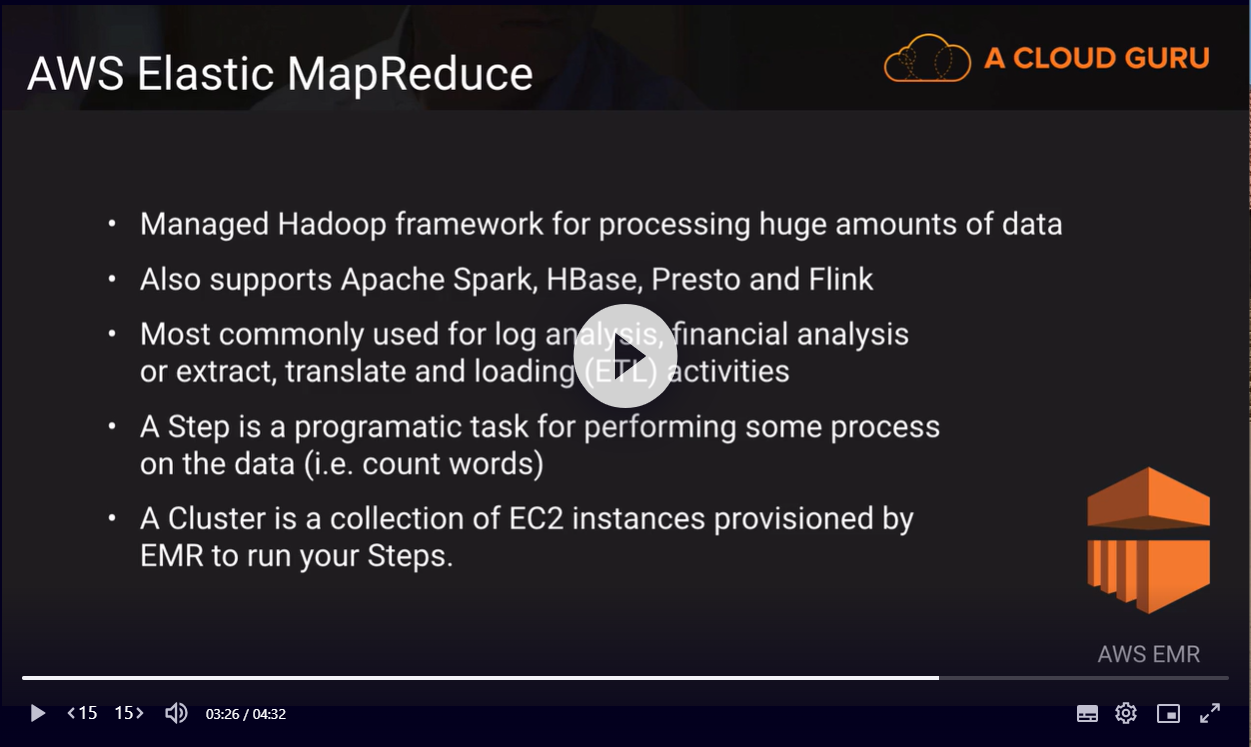 AWS Elastic MapReduce
A CLOUD GURU
• Managed Hadoop framework for processing huge amounts of data
• Also supports Apache Spark, HBase, Presto and Flink
• Most commonly used for log analysis, financial analysis
or extract, translate and loading (ETL) activities
• A Step is a programatic task for performing some process
on the data (i.e. count words)
• A Cluster is a collection of EC2 instances provisioned by
EMR to run your Steps.
AWS EMR
<15 15> 03:26 / 04:32